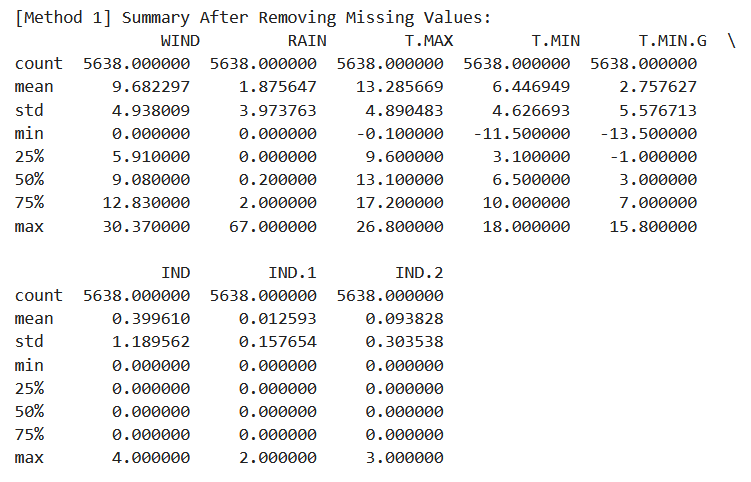 [Method 1] Summary After Removing Missing Values:
WIND RAIN T.MAX T.MIN T.MIN.G \
count 5638.000000 5638.000000 5638.000000 5638.000000 5638.000000
mean 9.682297 1.875647 13.285669 6.446949 2.757627
std 4.938009 3.973763 4.890483 4.626693 5.576713
min 0.000000 0.000000 -0.100000 -11.500000 -13.500000
25% 5.910000 0.000000 9.600000 3.100000 -1.000000
50% 9.080000 0.200000 13.100000 6.500000 3.000000
75% 12.830000 2.000000 17.200000 10.000000 7.000000
max 30.370000 67.000000 26.800000 18.000000 15.800000
IND IND.1 IND.2
count 5638.000000 5638.000000 5638.000000
mean 0.399610 0.012593 0.093828
std 1.189562 0.157654 0.303538
min 0.000000 0.000000 0.000000
25% 0.000000 0.000000 0.000000
50% 0.000000 0.000000 0.000000
75% 0.000000 0.000000 0.000000
max 4.000000 2.000000 3.000000